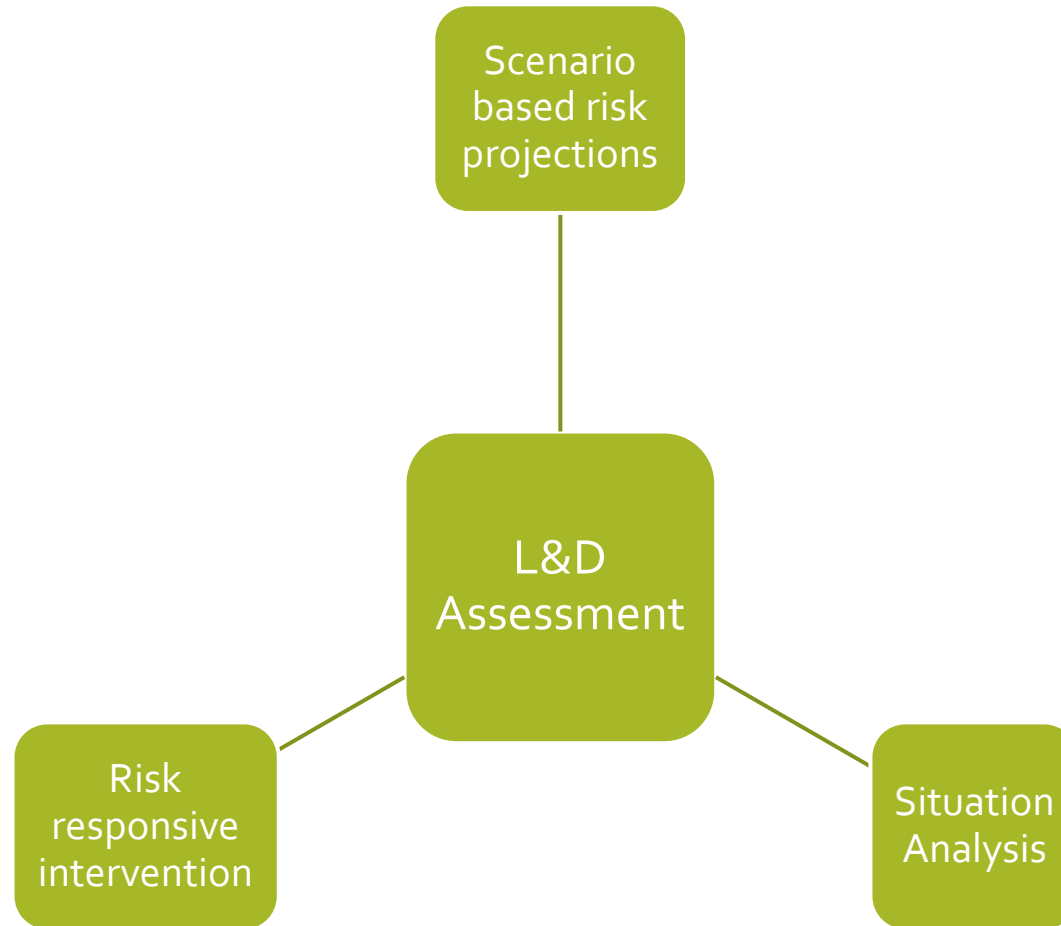 Scenario
based risk
projections
L&D
Assessment
Risk
responsive
intervention
Situation
Analysis